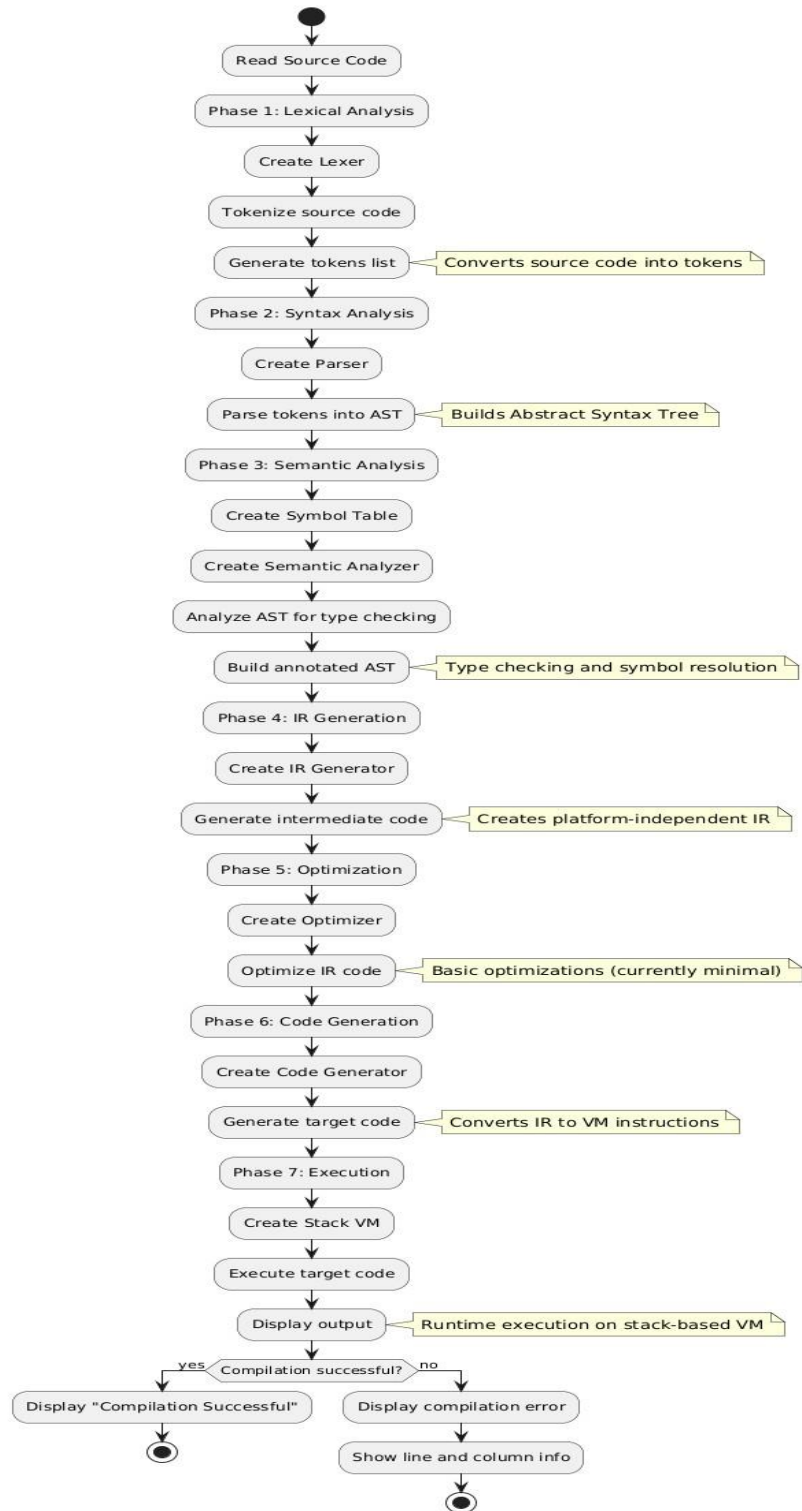 Read Source Code
Phase 1: Lexical Analysis
Create Lexer
Tokenize source code
Generate tokens list
Converts source code into tokens
Phase 2: Syntax Analysis
Create Parser
Parse tokens into AST
Builds Abstract Syntax Tree
Phase 3: Semantic Analysis
Create Symbol Table
Create Semantic Analyzer
Analyze AST for type checking
Build annotated AST
Type checking and symbol resolution
Phase 4: IR Generation
Create IR Generator
Generate intermediate code
Creates platform-independent IR
Phase 5: Optimization
Create Optimizer
Optimize IR code
Basic optimizations (currently minimal)
Phase 6: Code Generation
Create Code Generator
Generate target code
Converts IR to VM instructions
Phase 7: Execution
Create Stack VM
Execute target code
Display output
Runtime execution on stack-based VM
yes
Compilation successful?
no
Display "Compilation Successful"
Display compilation error
Show line and column info